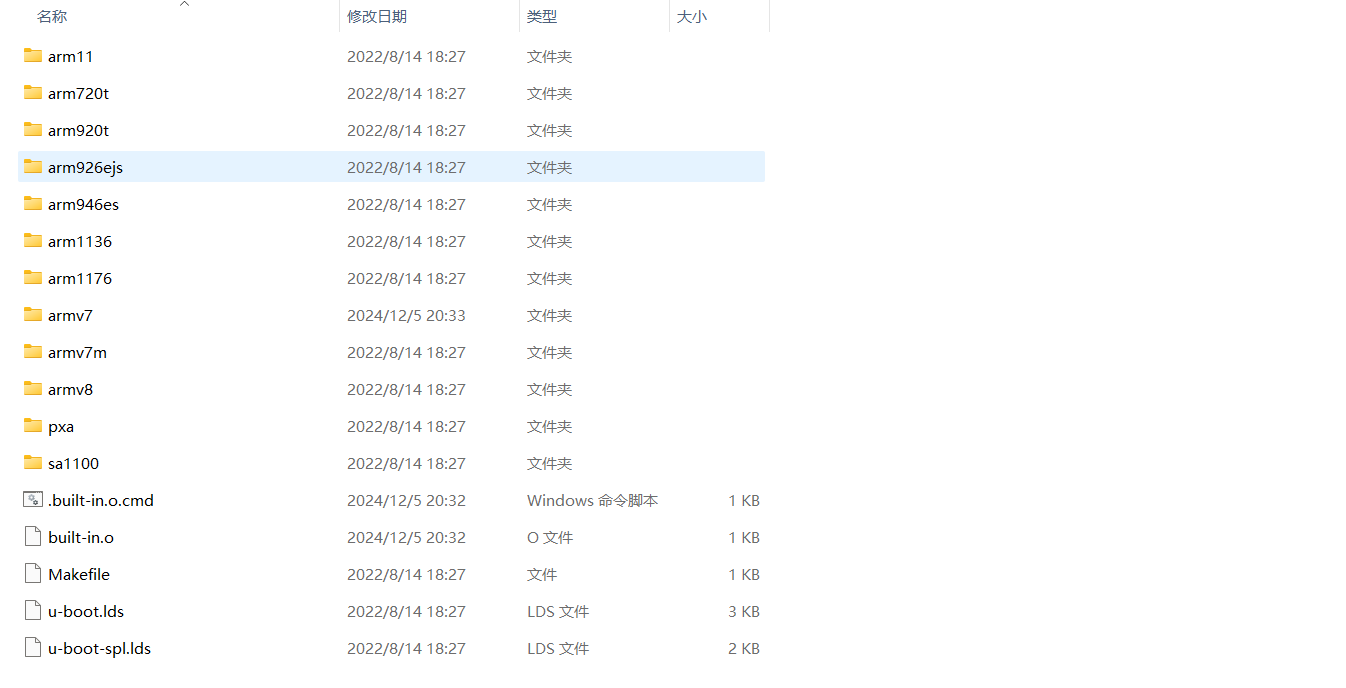 名称 修改日期 类型 大小
arm11 2022/8/14 18:27 文件夹
arm720t 2022/8/14 18:27 文件夹
arm920t 2022/8/14 18:27 文件夹
arm926ejs 2022/8/14 18:27 文件夹
arm946es 2022/8/14 18:27 文件夹
arm1136 2022/8/14 18:27 文件夹
arm1176 2022/8/14 18:27 文件夹
armv7 2024/12/5 20:33 文件夹
armv7m 2022/8/14 18:27 文件夹
armv8 2022/8/14 18:27 文件夹
pxa 2022/8/14 18:27 文件夹
sa1100 2022/8/14 18:27 文件夹
.built-in.o.cmd 2024/12/5 20:32 Windows 命令脚本 1 KB
built-in.o 2024/12/5 20:32 O 文件 1 KB
Makefile 2022/8/14 18:27 文件 1 KB
u-boot.lds 2022/8/14 18:27 LDS 文件 3 KB
u-boot-spl.lds 2022/8/14 18:27 LDS 文件 2 KB